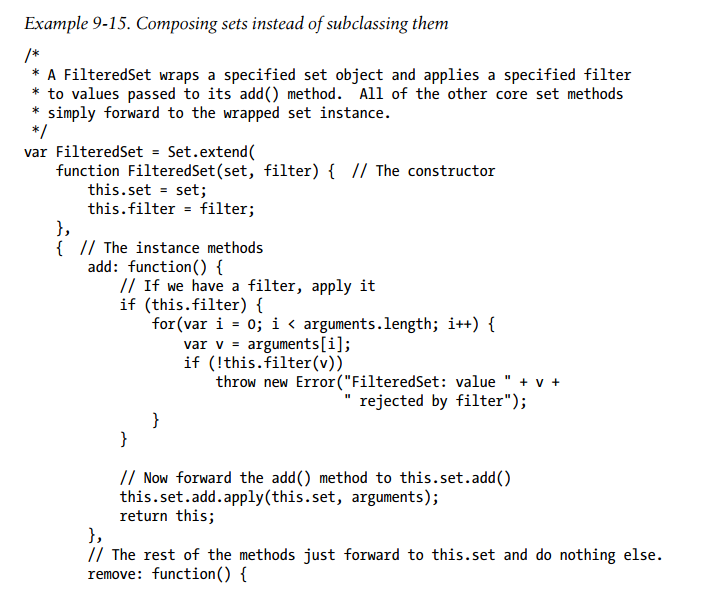 Example 9-15. Composing sets instead of subclassing them
/*
 * A FilteredSet wraps a specified set object and applies a specified filter
 * to values passed to its add() method.  All of the other core set methods
 * simply forward to the wrapped set instance.
 */
var FilteredSet = Set.extend(
    function FilteredSet(set, filter) {  // The constructor
        this.set = set;
        this.filter = filter;
    },
    {  // The instance methods
        add: function() {
            // If we have a filter, apply it
            if (this.filter) {
                for(var i = 0; i < arguments.length; i++) {
                    var v = arguments[i];
                    if (!this.filter(v))
                        throw new Error("FilteredSet: value " + v +
                                        " rejected by filter");
                }
            }

            // Now forward the add() method to this.set.add()
            this.set.add.apply(this.set, arguments);
            return this;
        },
        // The rest of the methods just forward to this.set and do nothing else.
        remove: function() {